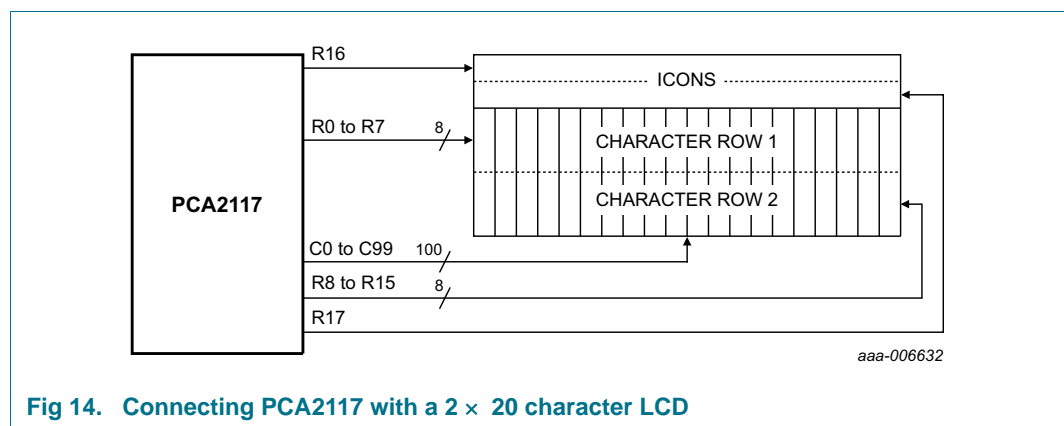 R16
ICONS
R0 to R7 8
CHARACTER ROW 1
PCA2117
CHARACTER ROW 2
C0 to C99 100
R8 to R15 8
R17
aaa-006632
Fig 14. Connecting PCA2117 with a 2 × 20 character LCD